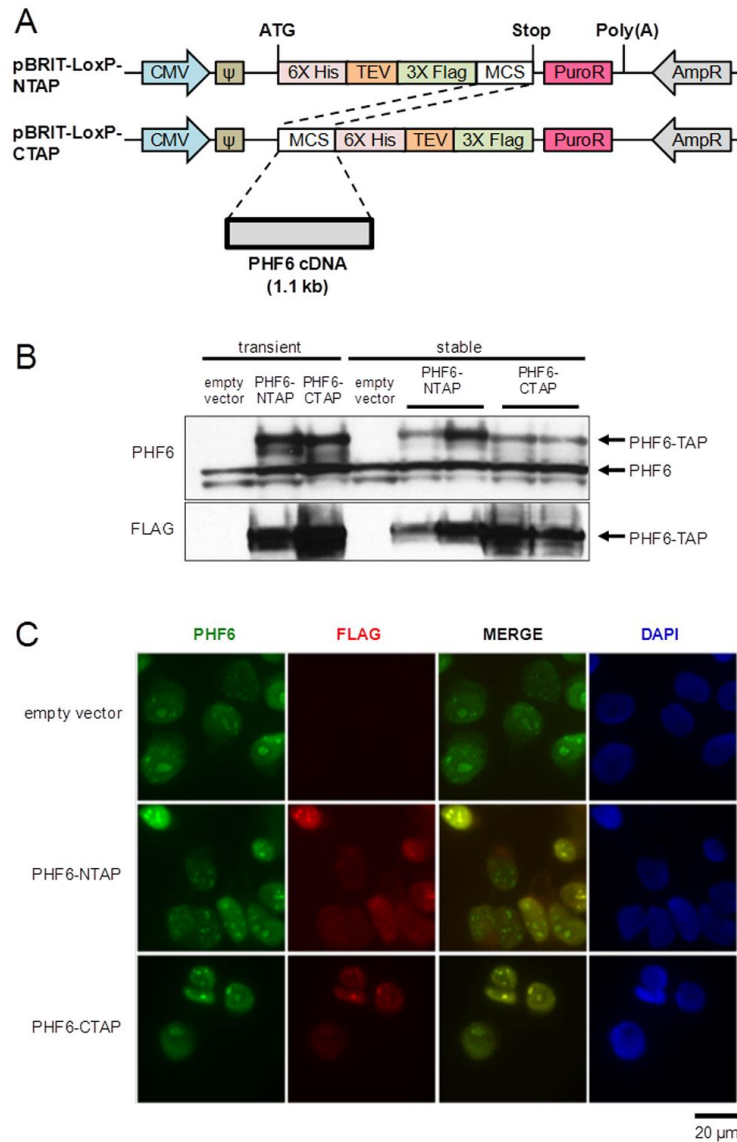 A
ATG Stop Poly(A)
pBRIT-LoxP-
NTAP
CMV ψ 6X His TEV 3X Flag MCS PuroR AmpR
pBRIT-LoxP-
CTAP
CMV ψ MCS 6X His TEV 3X Flag PuroR AmpR
PHF6 cDNA
(1.1 kb)
B
transient stable
empty
vector
PHF6-
NTAP
PHF6-
CTAP
empty
vector
PHF6-
NTAP
PHF6-
CTAP
PHF6
PHF6-TAP
PHF6
FLAG
PHF6-TAP
C
PHF6 FLAG MERGE DAPI
empty vector
PHF6-NTAP
PHF6-CTAP
20 µm